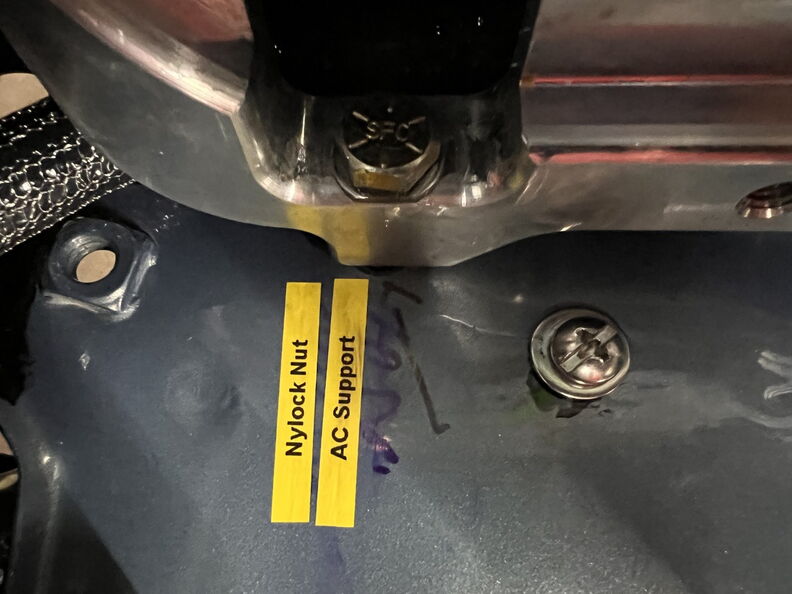 SFC
Nylock Nut
AC Support